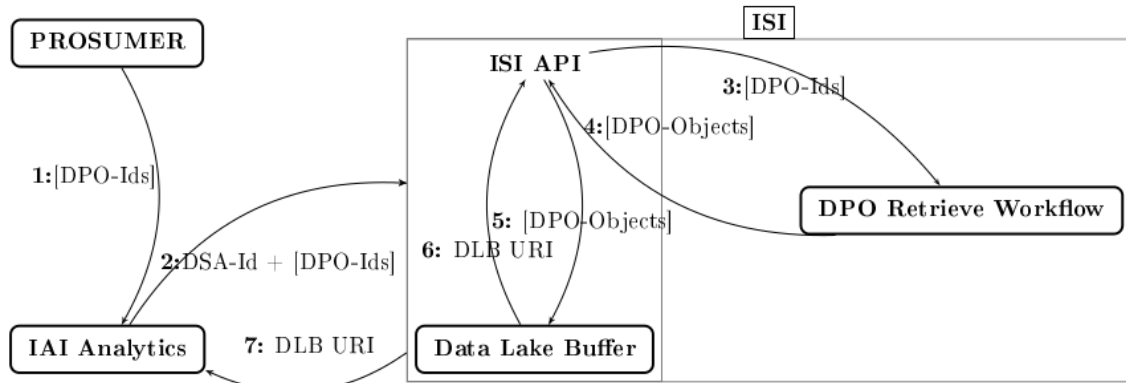 ISI
PROSUMER
ISI API
3:[DPO-Ids]
4:[DPO-Objects]
1:[DPO-Ids]
DPO Retrieve Workflow
5: [DPO-Objects]
6: DLB URI
2:DSA-Id + [DPO-Ids]
IAI Analytics
7: DLB URI
Data Lake Buffer